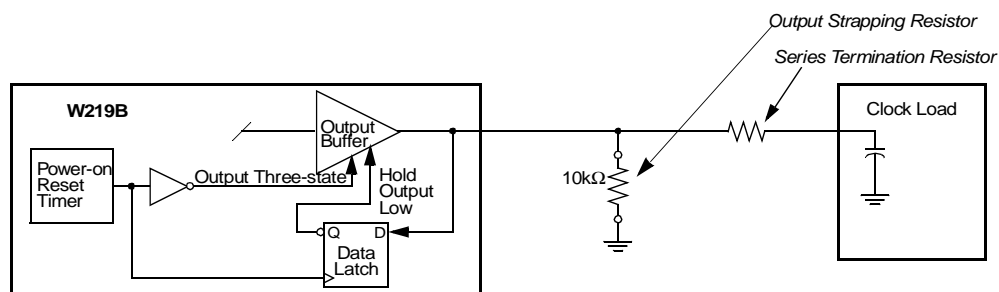 Output Strapping Resistor
Series Termination Resistor
W219B
Clock Load
Output
Buffer
Power-on
Reset
Timer
Output Three-state
Hold
Output
Low
10kΩ
Q D
Data
Latch